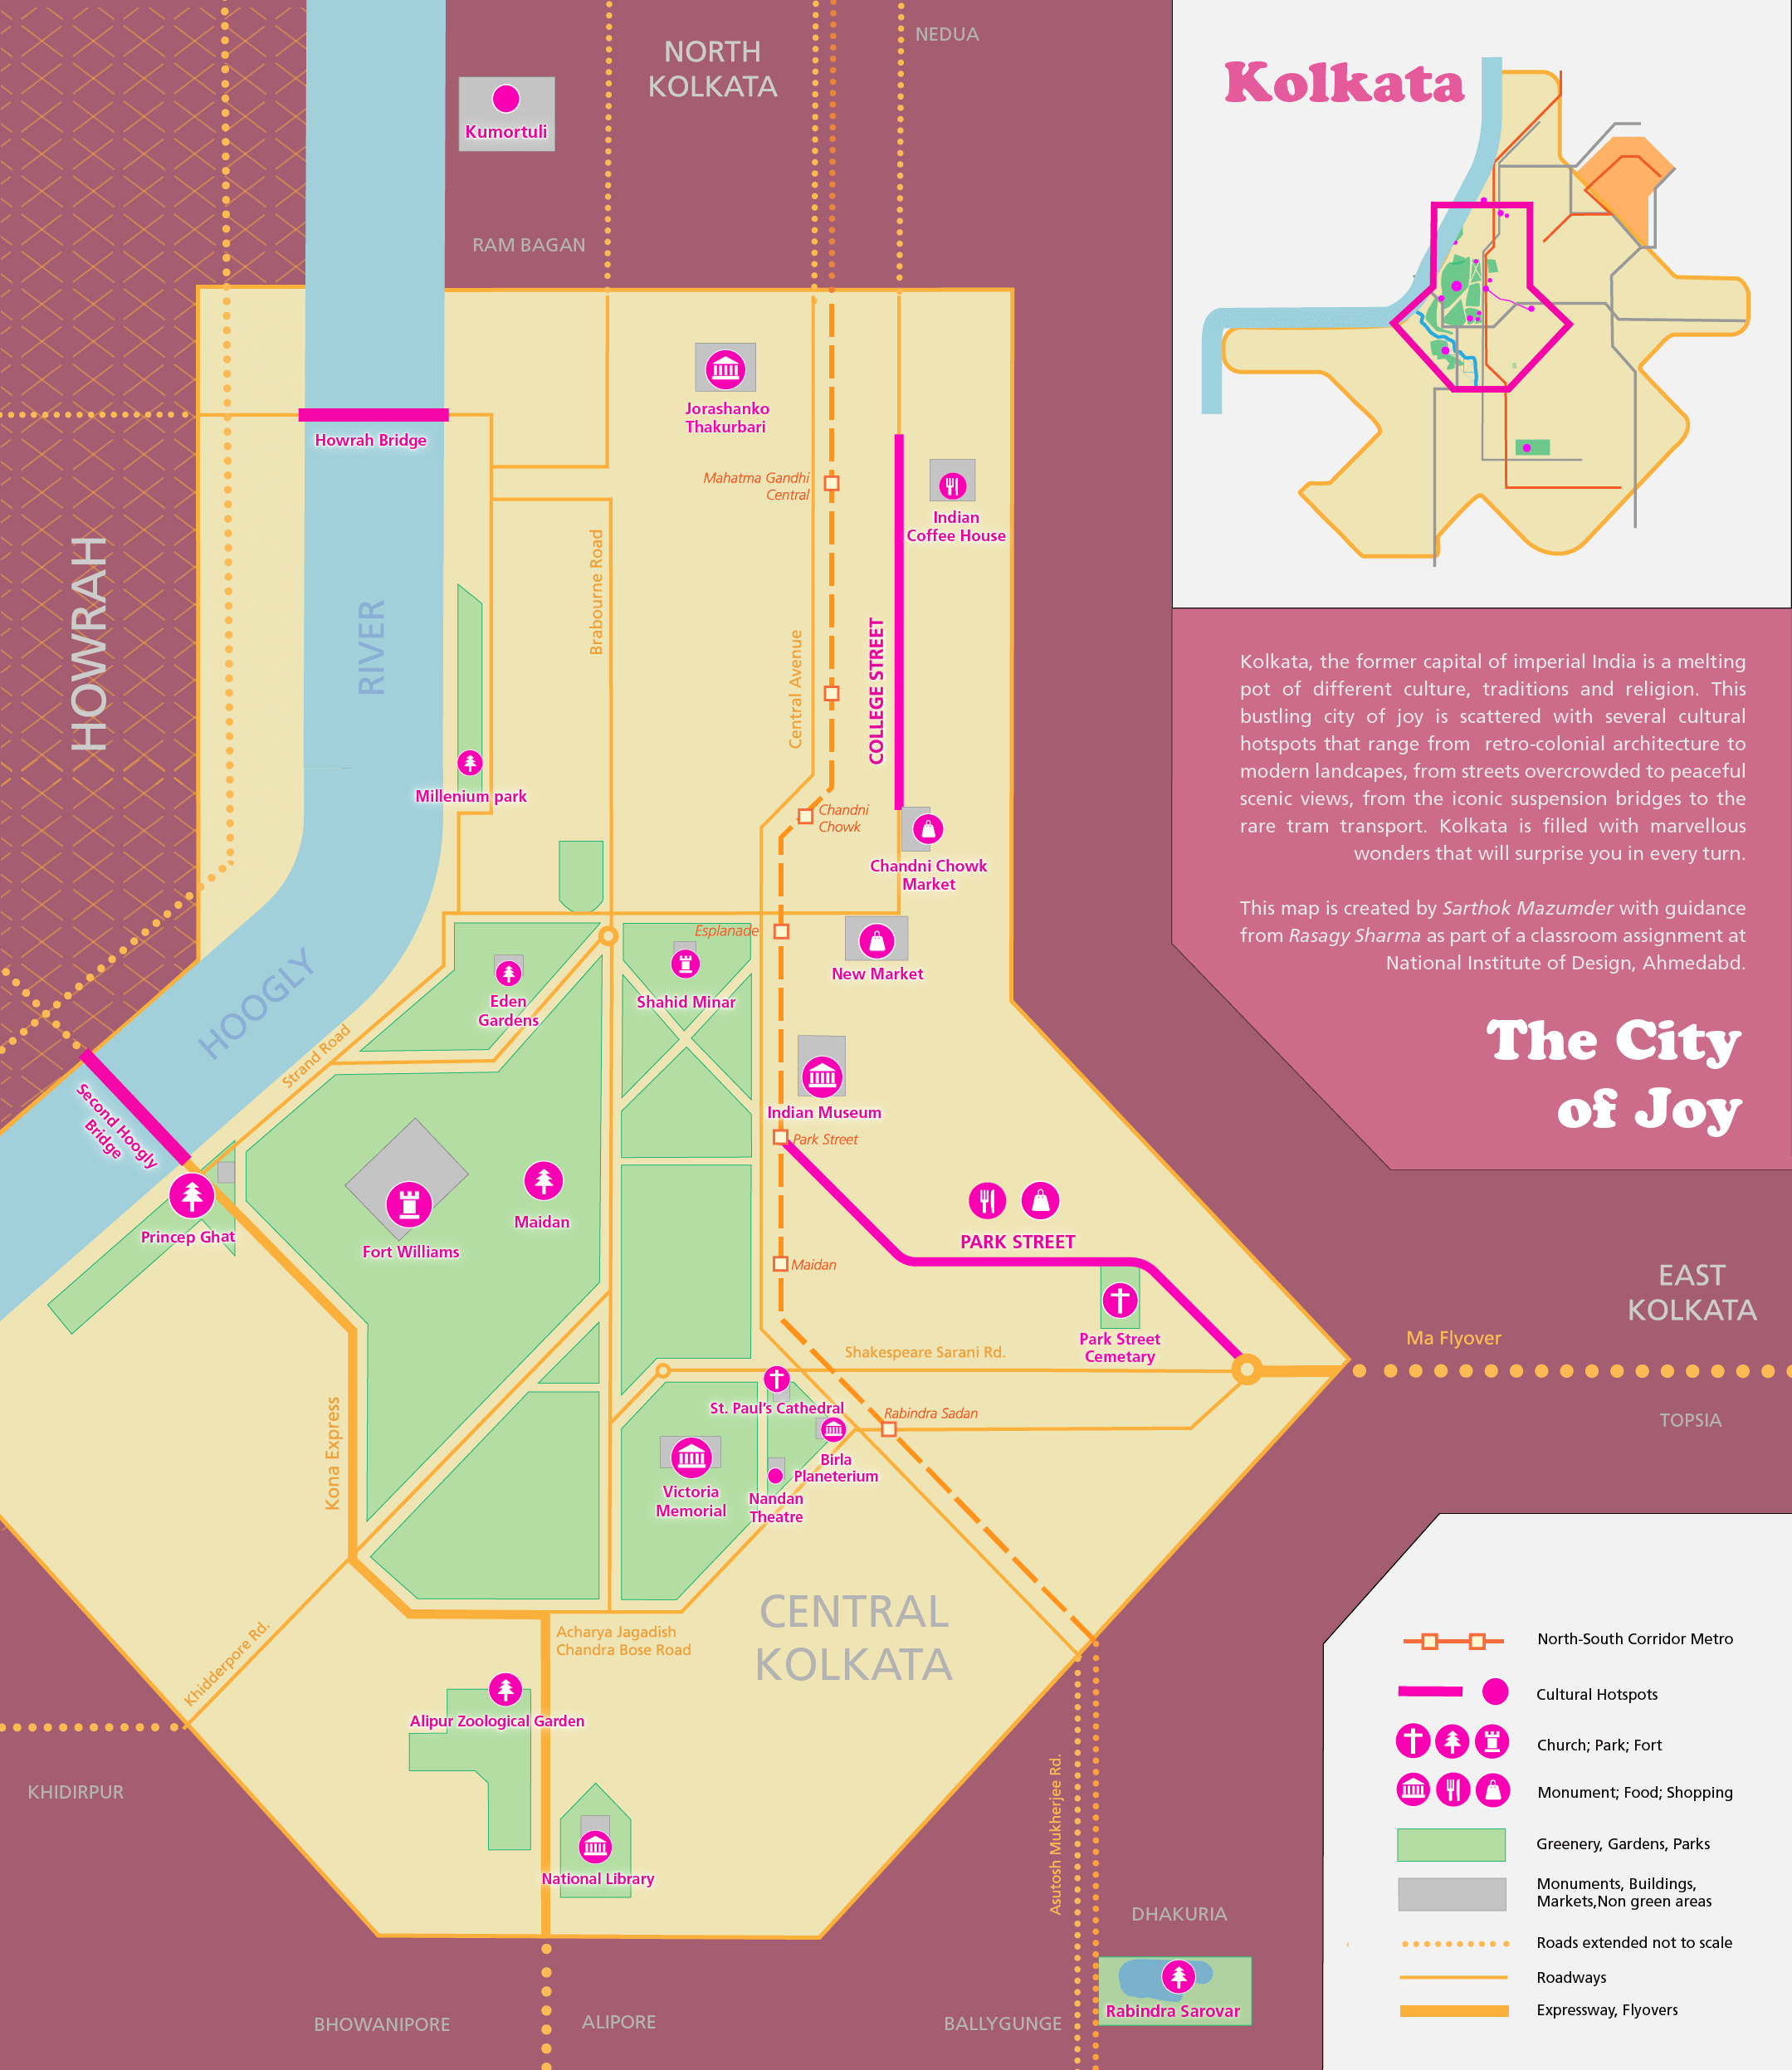 NORTH
KOLKATA
NEDUA
Kumortuli
RAM BAGAN
HOWRAH
RIVER
HOOGLY
Howrah Bridge
Jorashanko
Thakurbari
Mahatma Gandhi
Central
Indian
Coffee House
Brabourne Road
Central Avenue
COLLEGE STREET
Millenium park
Chandni
Chowk
Chandni Chowk
Market
Esplanade
New Market
Eden
Gardens
Shahid Minar
Strand Road
Second Hoogly
Bridge
Indian Museum
Park Street
Princep Ghat
Fort Williams
Maidan
Maidan
PARK STREET
Park Street
Cemetary
Shakespeare Sarani Rd.
Ma Flyover
EAST
KOLKATA
TOPSIA
St. Paul's Cathedral
Rabindra Sadan
Birla
Planeterium
Victoria
Memorial
Nandan
Theatre
Kona Express
CENTRAL
KOLKATA
Khidderpore Rd.
Acharya Jagadish
Chandra Bose Road
Alipur Zoological Garden
National Library
KHIDIRPUR
Asutosh Mukherjee Rd.
DHAKURIA
Rabindra Sarovar
BHOWANIPORE
ALIPORE
BALLYGUNGE
Kolkata
Kolkata, the former capital of imperial India is a melting
pot of different culture, traditions and religion. This
bustling city of joy is scattered with several cultural
hotspots that range from retro-colonial architecture to
modern landcapes, from streets overcrowded to peaceful
scenic views, from the iconic suspension bridges to the
rare tram transport. Kolkata is filled with marvellous
wonders that will surprise you in every turn.
This map is created by Sarthok Mazumder with guidance
from Rasagy Sharma as part of a classroom assignment at
National Institute of Design, Ahmedabd.
The City
of Joy
North-South Corridor Metro
Cultural Hotspots
Church; Park; Fort
Monument; Food; Shopping
Greenery, Gardens, Parks
Monuments, Buildings,
Markets,Non green areas
Roads extended not to scale
Roadways
Expressway, Flyovers